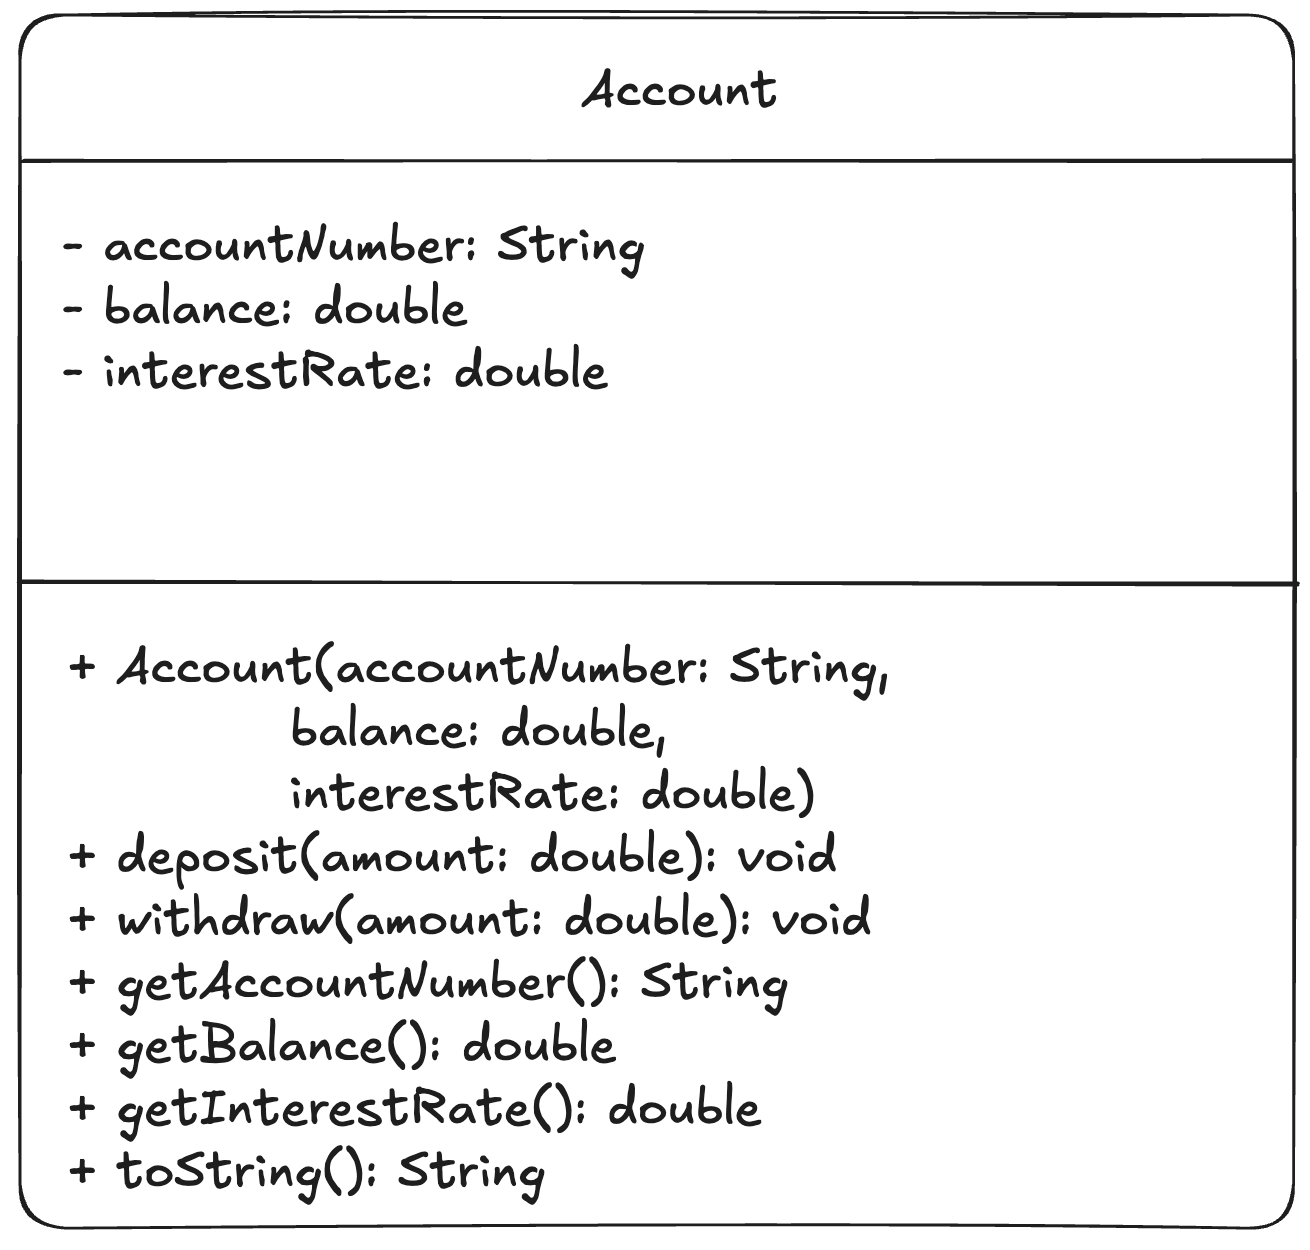 Account
- accountNumber: String
- balance: double
- interestRate: double
+ Account(accountNumber: String,
balance: double,
interestRate: double)
+ deposit(amount: double): void
+ withdraw(amount: double): void
+ getAccountNumber(): String
+ getBalance(): double
+ getInterestRate(): double
+ toString(): String